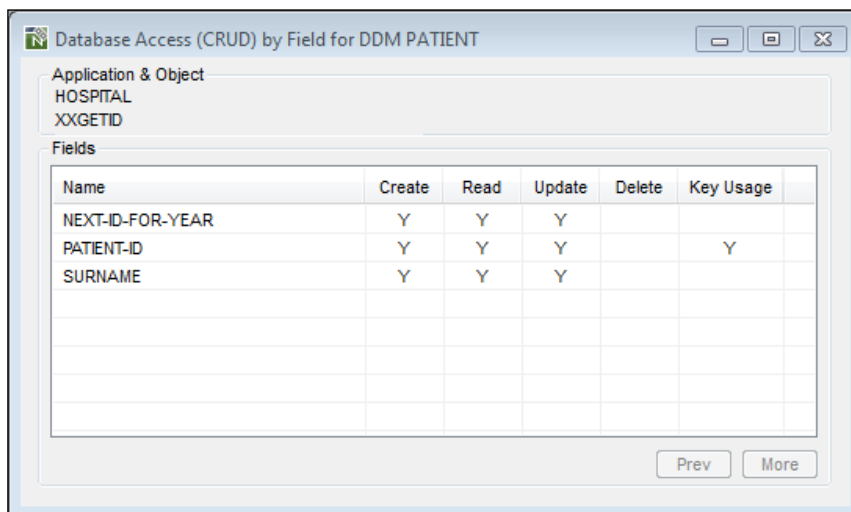 Database Access (CRUD) by Field for DDM PATIENT
Application & Object
HOSPITAL
XXGETID
Fields
Name Create Read Update Delete Key Usage
NEXT-ID-FOR-YEAR Y Y Y
PATIENT-ID Y Y Y Y
SURNAME Y Y Y
Prev More